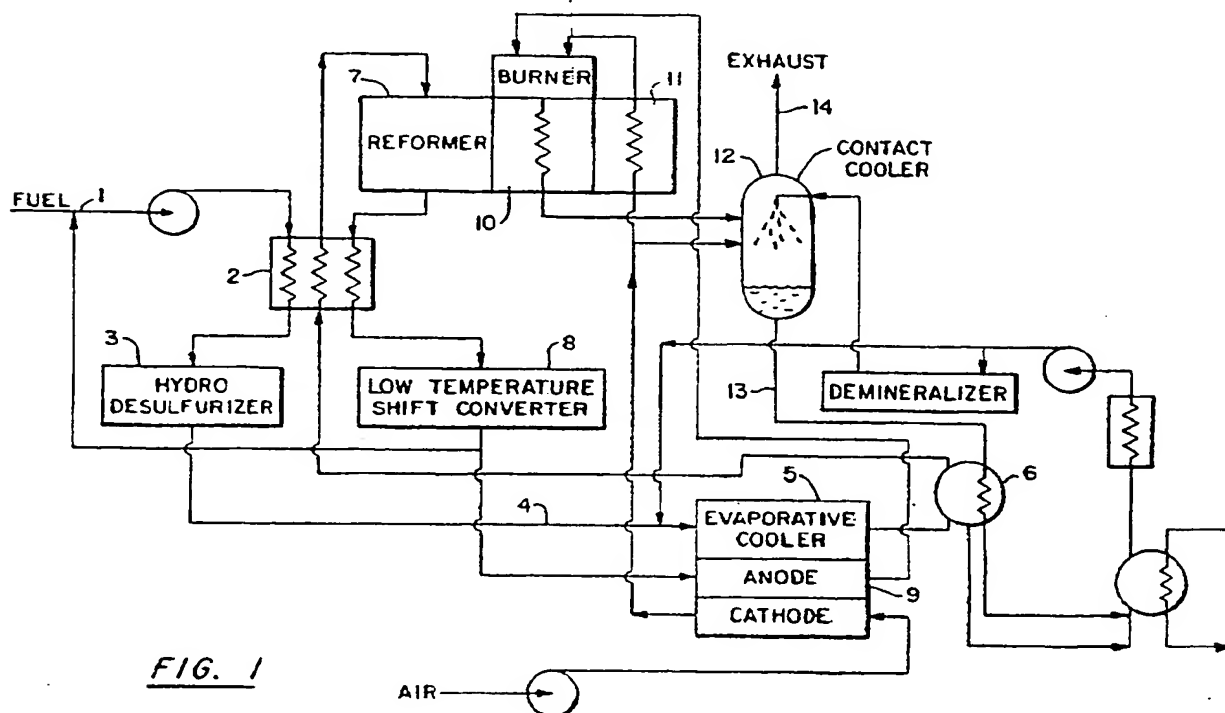 7
BURNER
11
EXHAUST
14
REFORMER
12
CONTACT
COOLER
FUEL
1
10
2
3
HYDRO
DESULFURIZER
8
LOW TEMPERATURE
SHIFT CONVERTER
13
DEMINERALIZER
6
4
5
EVAPORATIVE
COOLER
ANODE
9
CATHODE
FIG. 1
AIR